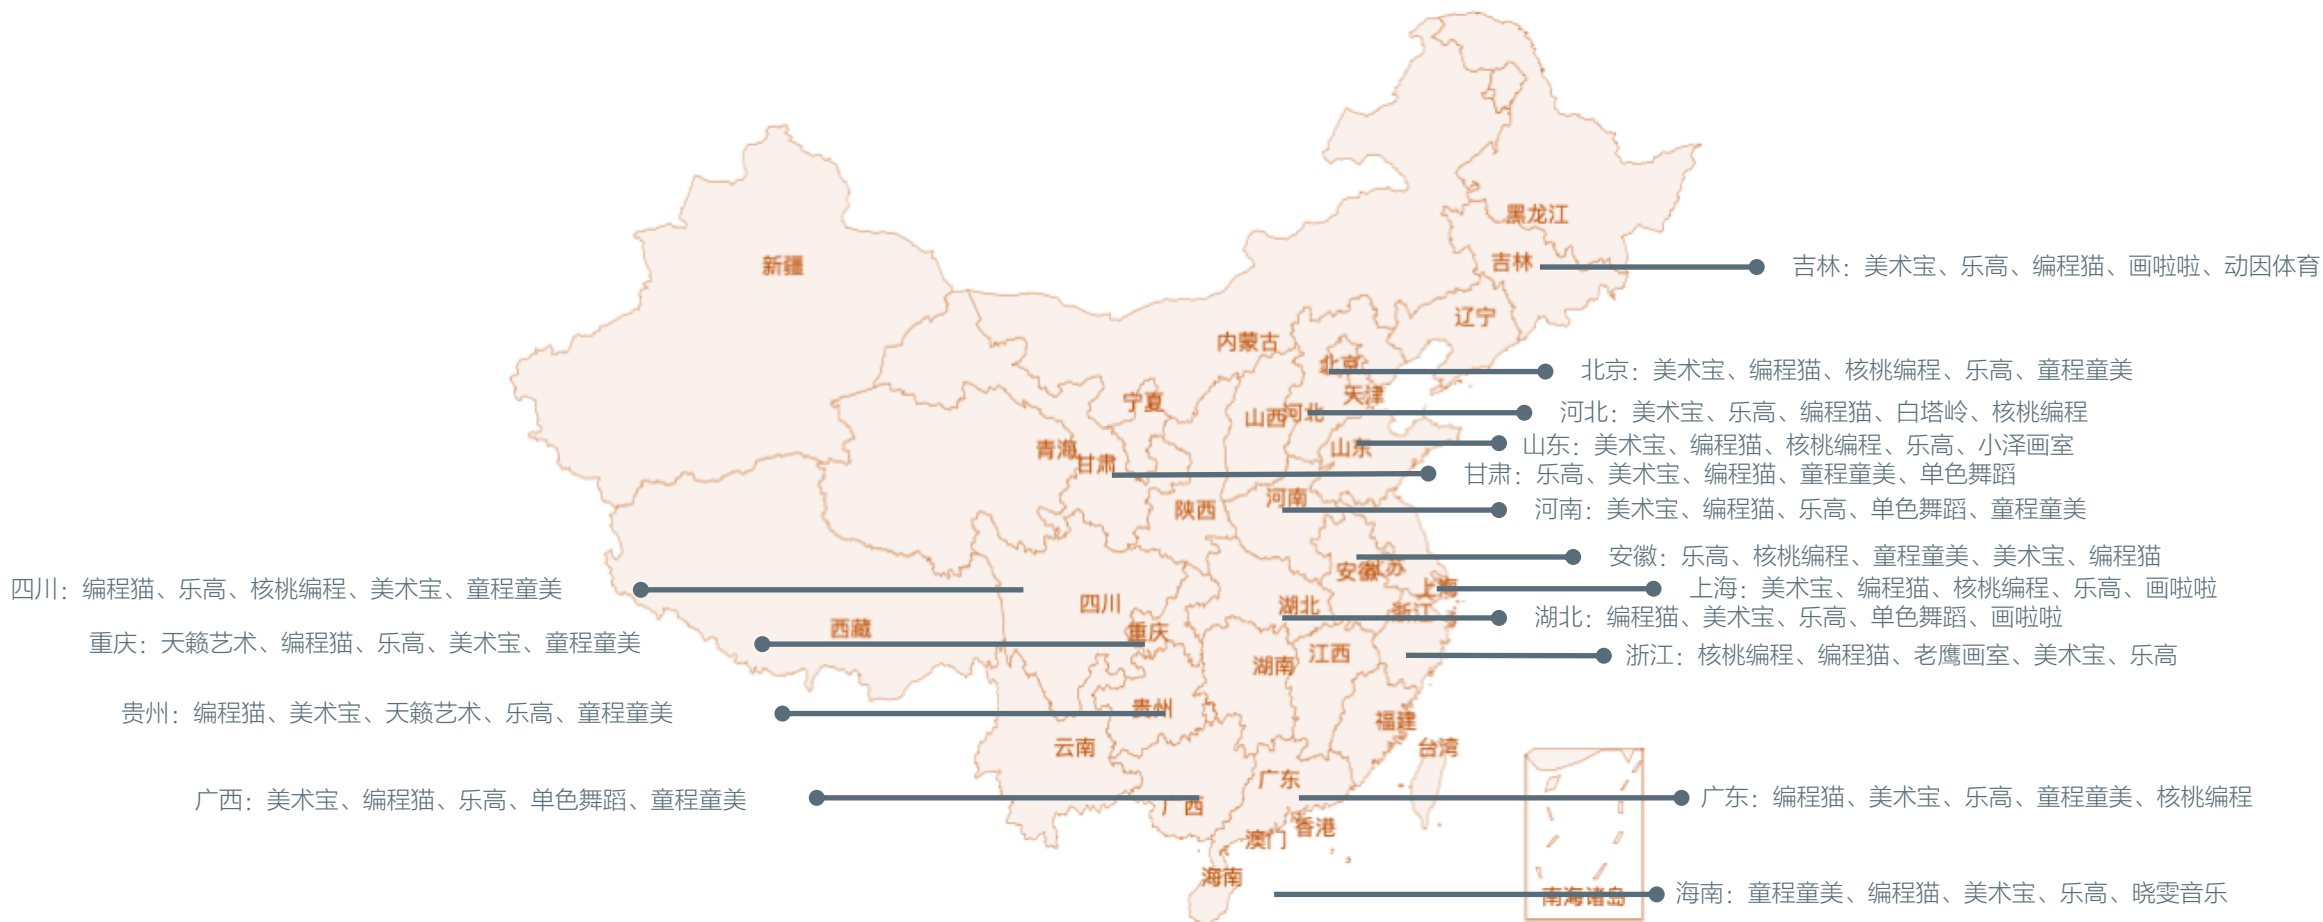 黑龙江
新疆
吉林
吉林：美术宝、乐高、编程猫、画啦啦、动因体育
辽宁
内蒙古
北京
北京：美术宝、编程猫、核桃编程、乐高、童程童美
天津
宁夏
山西
河北
河北：美术宝、乐高、编程猫、白塔岭、核桃编程
青海
甘肃
山东
山东：美术宝、编程猫、核桃编程、乐高、小泽画室
甘肃：乐高、美术宝、编程猫、童程童美、单色舞蹈
陕西
河南
河南：美术宝、编程猫、乐高、单色舞蹈、童程童美
安徽
江苏
安徽：乐高、核桃编程、童程童美、美术宝、编程猫
四川：编程猫、乐高、核桃编程、美术宝、童程童美
四川
上海
上海：美术宝、编程猫、核桃编程、乐高、画啦啦
湖北
浙江
湖北：编程猫、美术宝、乐高、单色舞蹈、画啦啦
重庆：天籁艺术、编程猫、乐高、美术宝、童程童美
西藏
重庆
湖南
江西
浙江：核桃编程、编程猫、老鹰画室、美术宝、乐高
贵州：编程猫、美术宝、天籁艺术、乐高、童程童美
贵州
福建
云南
台湾
广西：美术宝、编程猫、乐高、单色舞蹈、童程童美
广西
广东
广东：编程猫、美术宝、乐高、童程童美、核桃编程
澳门
香港
海南
南海诸岛
海南：童程童美、编程猫、美术宝、乐高、晓雯音乐